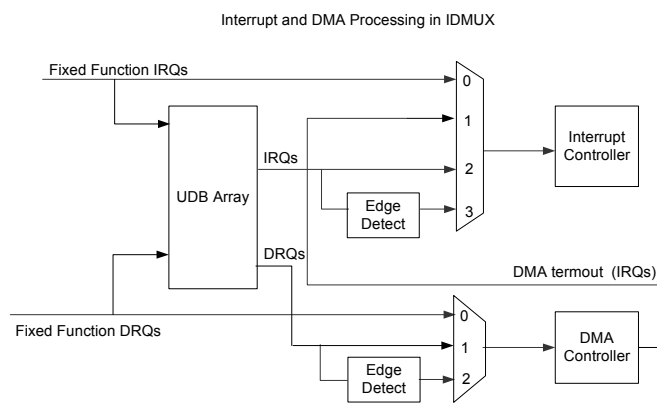 Interrupt and DMA Processing in IDMUX
Fixed Function IRQs
0
1
Interrupt
Controller
IRQs
2
UDB Array
Edge
Detect
3
DRQs
DMA termout (IRQs)
0
Fixed Function DRQs
1
DMA
Controller
Edge
Detect
2